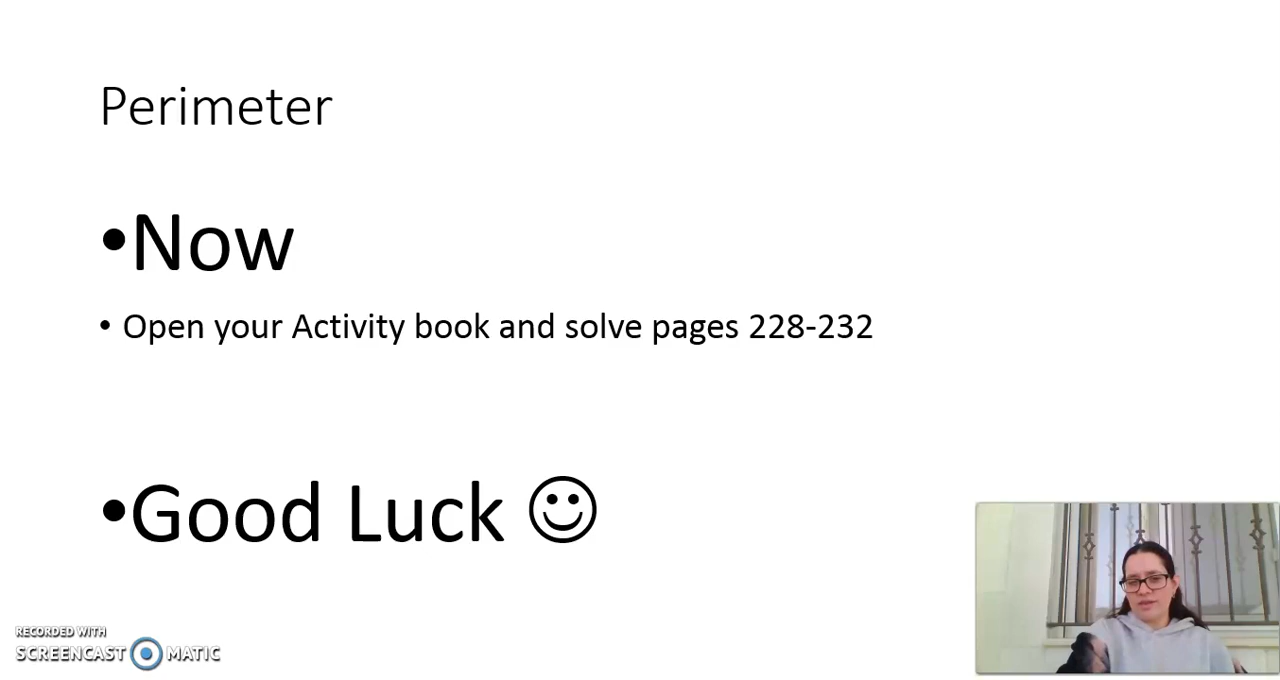 Perimeter
•Now
• Open your Activity book and solve pages 228-232
•Good Luck ☺
RECORDED WITH
SCREENCAST MATIC